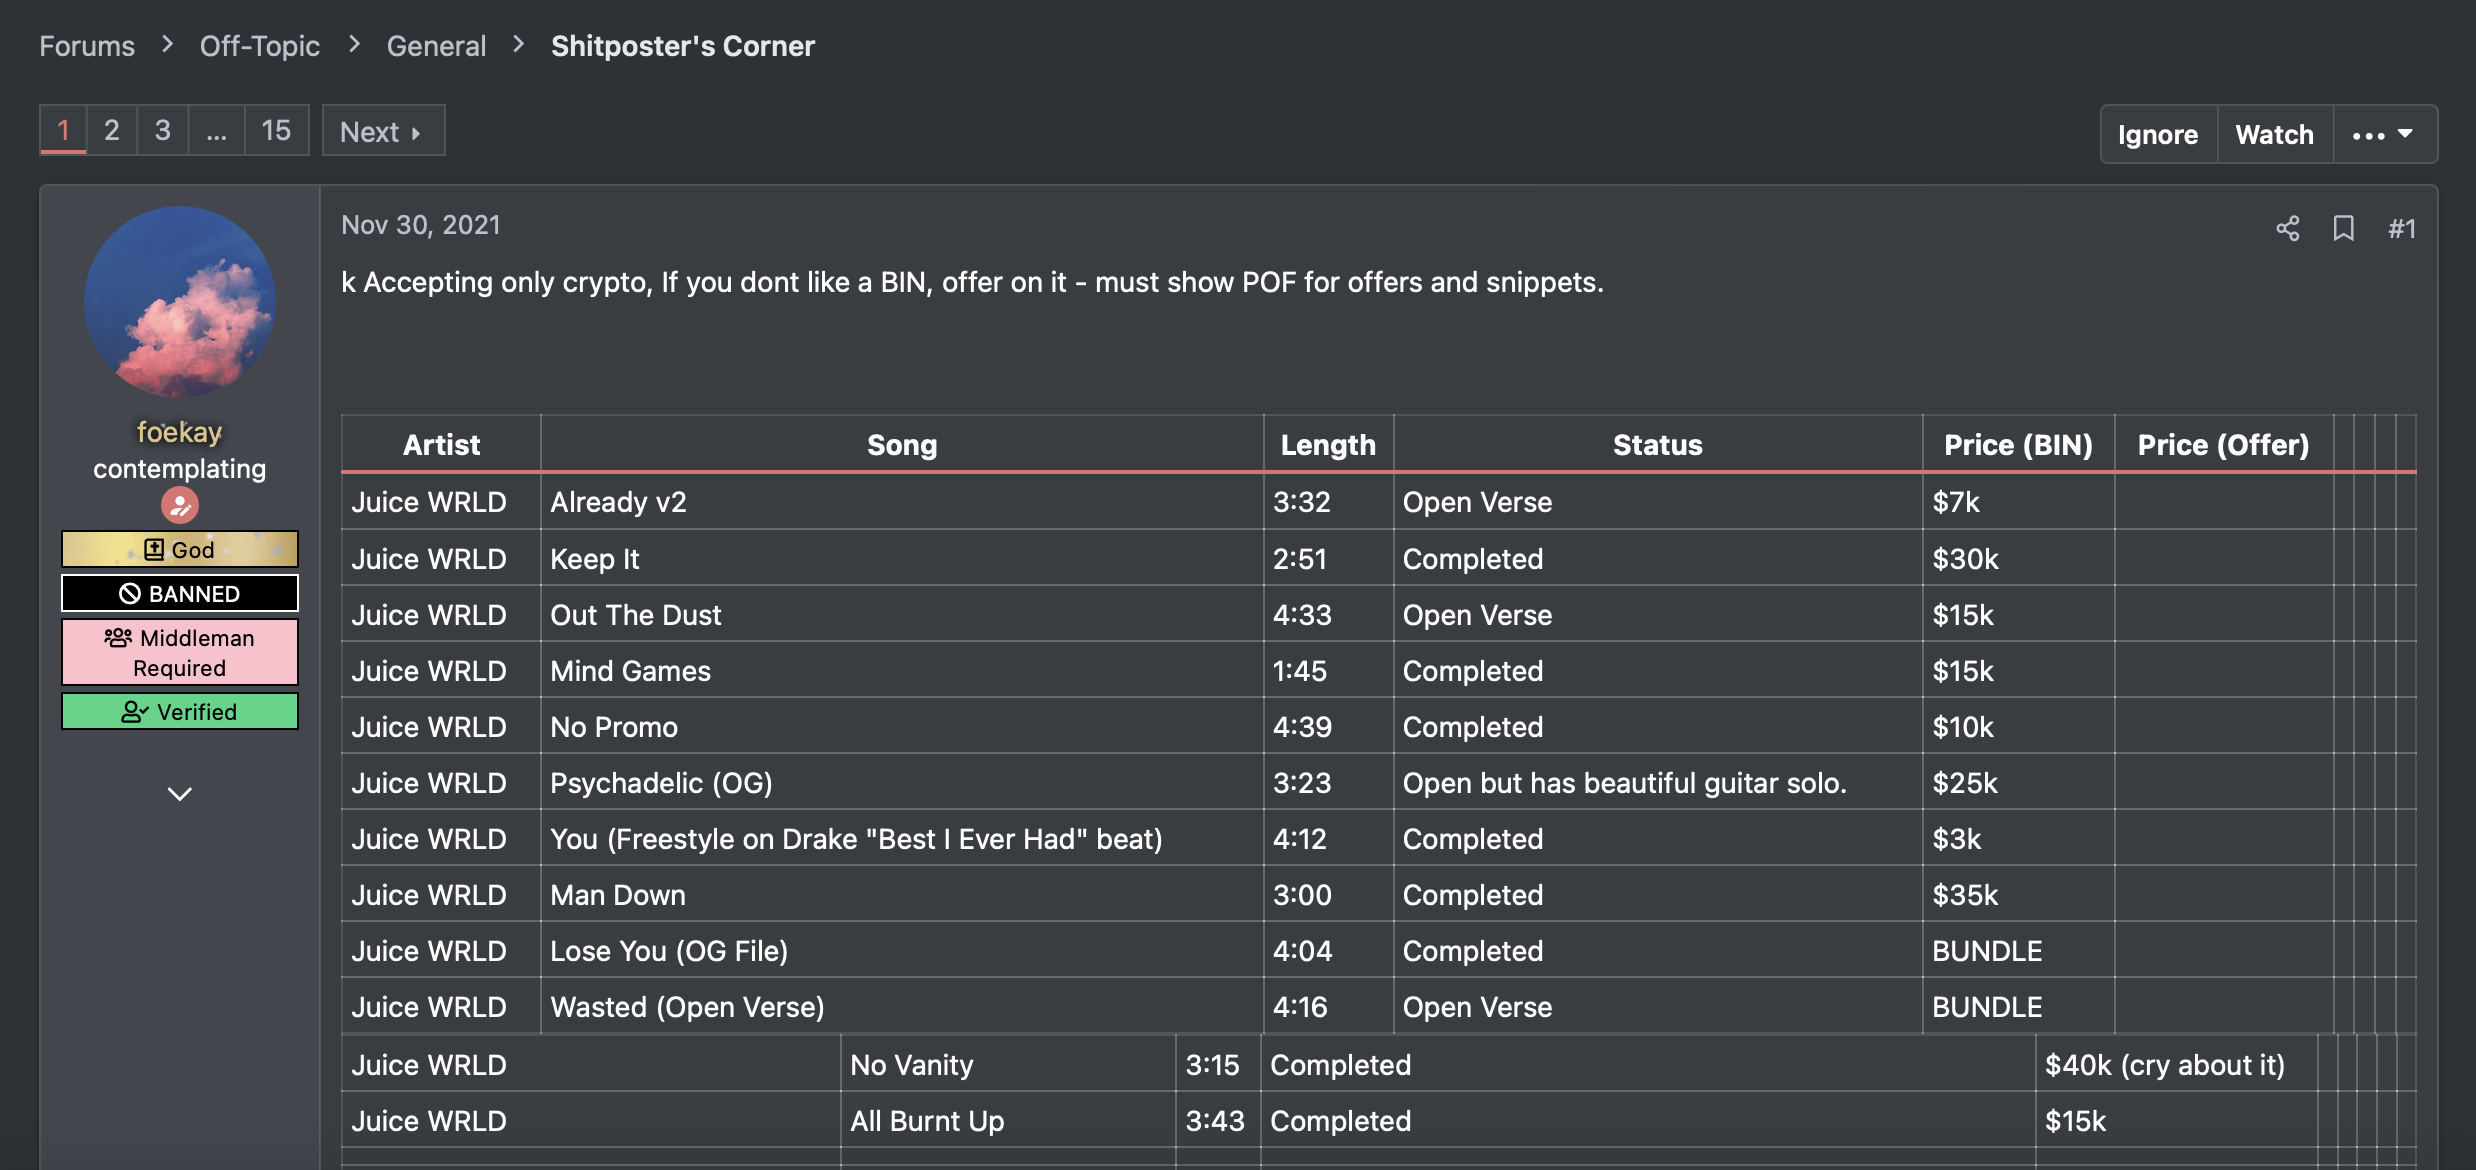 Forums > Off-Topic > General > Shitposter's Corner
1 2 3 ... 15 Next
Ignore Watch ...
Nov 30, 2021
#1
k Accepting only crypto, If you dont like a BIN, offer on it - must show POF for offers and snippets.
foekay
contemplating
God
BANNED
Middleman
Required
Verified
Artist Song Length Status Price (BIN) Price (Offer)
Juice WRLD Already v2 3:32 Open Verse $7k
Juice WRLD Keep It 2:51 Completed $30k
Juice WRLD Out The Dust 4:33 Open Verse $15k
Juice WRLD Mind Games 1:45 Completed $15k
Juice WRLD No Promo 4:39 Completed $10k
Juice WRLD Psychadelic (OG) 3:23 Open but has beautiful guitar solo. $25k
Juice WRLD You (Freestyle on Drake "Best I Ever Had" beat) 4:12 Completed $3k
Juice WRLD Man Down 3:00 Completed $35k
Juice WRLD Lose You (OG File) 4:04 Completed BUNDLE
Juice WRLD Wasted (Open Verse) 4:16 Open Verse BUNDLE
Juice WRLD No Vanity 3:15 Completed $40k (cry about it)
Juice WRLD All Burnt Up 3:43 Completed $15k